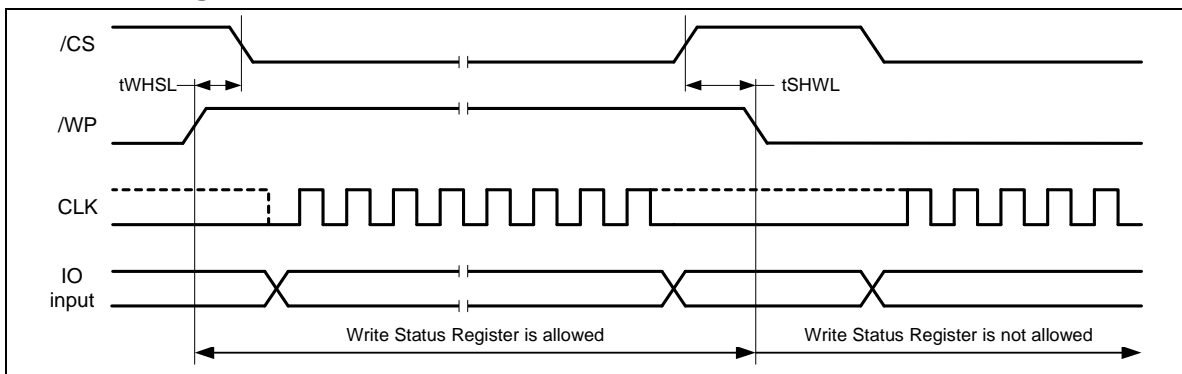 /CS
tWHSL
tSHWL
/WP
CLK
IO
input
Write Status Register is allowed
Write Status Register is not allowed